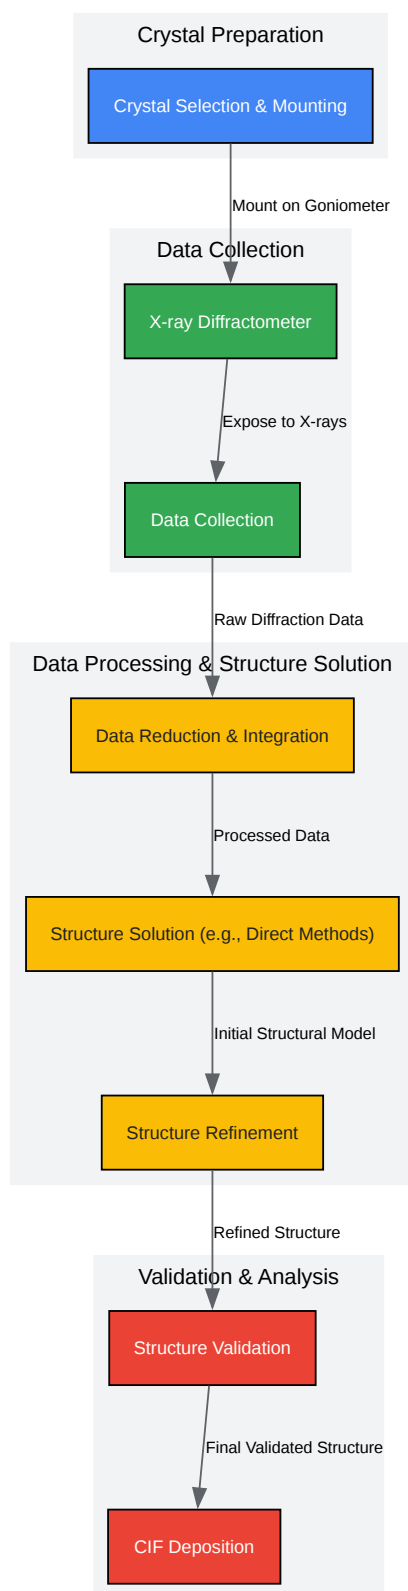 Crystal Preparation
Crystal Selection & Mounting
Mount on Goniometer
Data Collection
X-ray Diffractometer
Expose to X-rays
Data Collection
Raw Diffraction Data
Data Processing & Structure Solution
Data Reduction & Integration
Processed Data
Structure Solution (e.g., Direct Methods)
Initial Structural Model
Structure Refinement
Refined Structure
Validation & Analysis
Structure Validation
Final Validated Structure
CIF Deposition